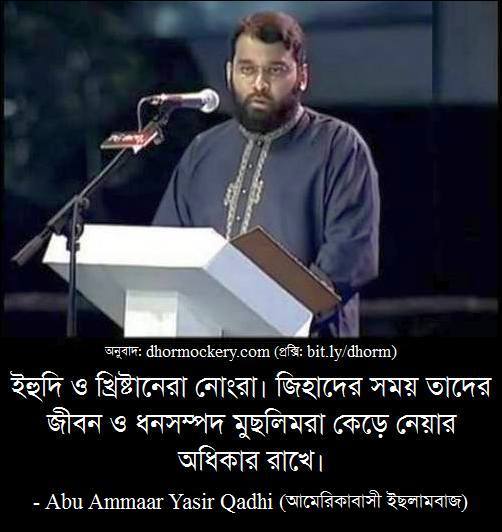 অনুবাদ: dhormockery.com (প্রক্সি: bit.ly/dhorm)
ইহুদি ও খ্রিষ্টানেরা নোংরা। জিহাদের সময় তাদের
জীবন ও ধনসম্পদ মুছলিমরা কেড়ে নেয়ার
অধিকার রাখে।
- Abu Ammaar Yasir Qadhi (আমেরিকাবাসী ইছলামবাজ)